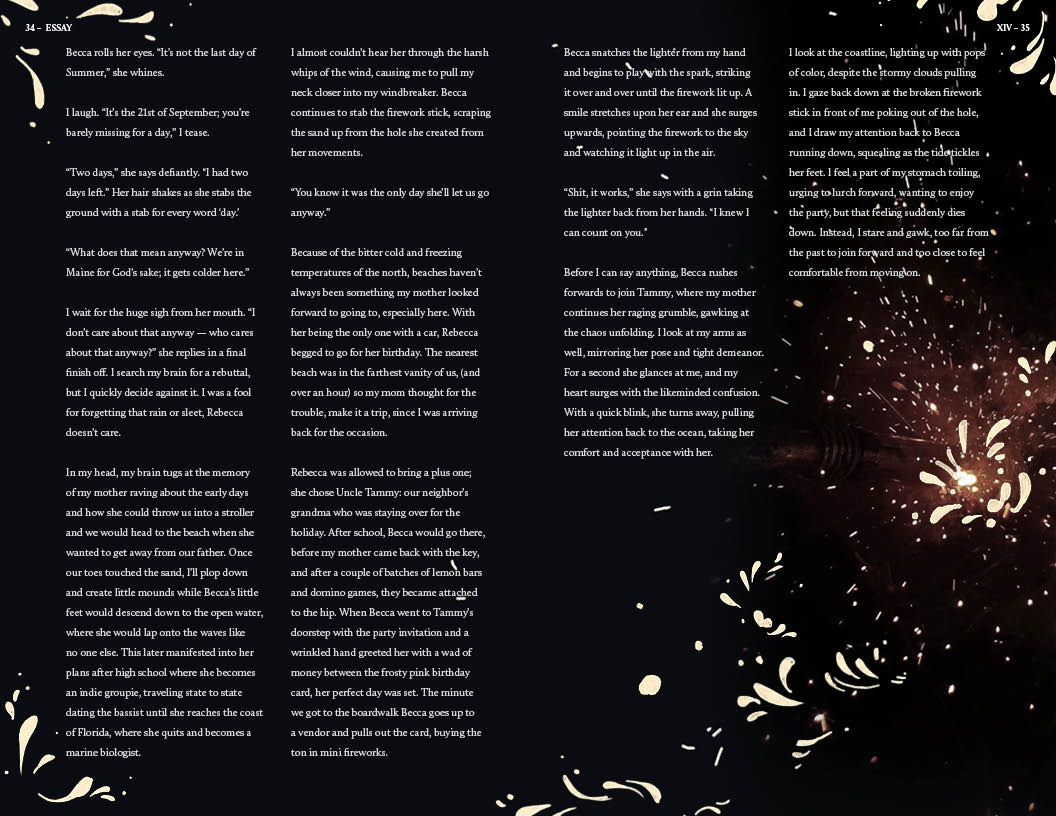 34 – ESSAY
XIV – 35
Becca rolls her eyes. “It’s not the last day of
Summer,” she whines.
I laugh. “It’s the 21st of September; you’re
barely missing for a day,” I tease.
“Two days,” she says defiantly. “I had two
days left.” Her hair shakes as she stabs the
ground with a stab for every word ‘day.’
“What does that mean anyway? We’re in
Maine for God’s sake; it gets colder here.”
I wait for the huge sigh from her mouth. “I
don’t care about that anyway — who cares
about that anyway?” she replies in a final
finish off. I search my brain for a rebuttal,
but I quickly decide against it. I was a fool
for forgetting that rain or sleet, Rebecca
doesn’t care.
In my head, my brain tugs at the memory
of my mother raving about the early days
and how she could throw us into a stroller
and we would head to the beach when she
wanted to get away from our father. Once
our toes touched the sand, I’ll plop down
and create little mounds while Becca’s little
feet would descend down to the open water,
where she would lap onto the waves like
no one else. This later manifested into her
plans after high school where she becomes
an indie groupie, traveling state to state
dating the bassist until she reaches the coast
of Florida, where she quits and becomes a
marine biologist.
I almost couldn’t hear her through the harsh
whips of the wind, causing me to pull my
neck closer into my windbreaker. Becca
continues to stab the firework stick, scraping
the sand up from the hole she created from
her movements.
“You know it was the only day she’ll let us go
anyway.”
Because of the bitter cold and freezing
temperatures of the north, beaches haven’t
always been something my mother looked
forward to going to, especially here. With
her being the only one with a car, Rebecca
begged to go for her birthday. The nearest
beach was in the farthest vanity of us, (and
over an hour) so my mom thought for the
trouble, make it a trip, since I was arriving
back for the occasion.
Rebecca was allowed to bring a plus one;
she chose Uncle Tammy: our neighbor’s
grandma who was staying over for the
holiday. After school, Becca would go there,
before my mother came back with the key,
and after a couple of batches of lemon bars
and domino games, they became attached
to the hip. When Becca went to Tammy’s
doorstep with the party invitation and a
wrinkled hand greeted her with a wad of
money between the frosty pink birthday
card, her perfect day was set. The minute
we got to the boardwalk Becca goes up to
a vendor and pulls out the card, buying the
ton in mini fireworks.
Becca snatches the lighter from my hand
and begins to play with the spark, striking
it over and over until the firework lit up. A
smile stretches upon her ear and she surges
upwards, pointing the firework to the sky
and watching it light up in the air.
“Shit, it works,” she says with a grin taking
the lighter back from her hands. “I knew I
can count on you.”
Before I can say anything, Becca rushes
forwards to join Tammy, where my mother
continues her raging grumble, gawking at
the chaos unfolding. I look at my arms as
well, mirroring her pose and tight demeanor.
For a second she glances at me, and my
heart surges with the likeminded confusion.
With a quick blink, she turns away, pulling
her attention back to the ocean, taking her
comfort and acceptance with her.
I look at the coastline, lighting up with pops
of color, despite the stormy clouds pulling
in. I gaze back down at the broken firework
stick in front of me poking out of the hole,
and I draw my attention back to Becca
running down, squealing as the tide tickles
her feet. I feel a part of my stomach toiling,
urging to lurch forward, wanting to enjoy
the party, but that feeling suddenly dies
down. Instead, I stare and gawk, too far from
the past to join forward and too close to feel
comfortable from moving on.